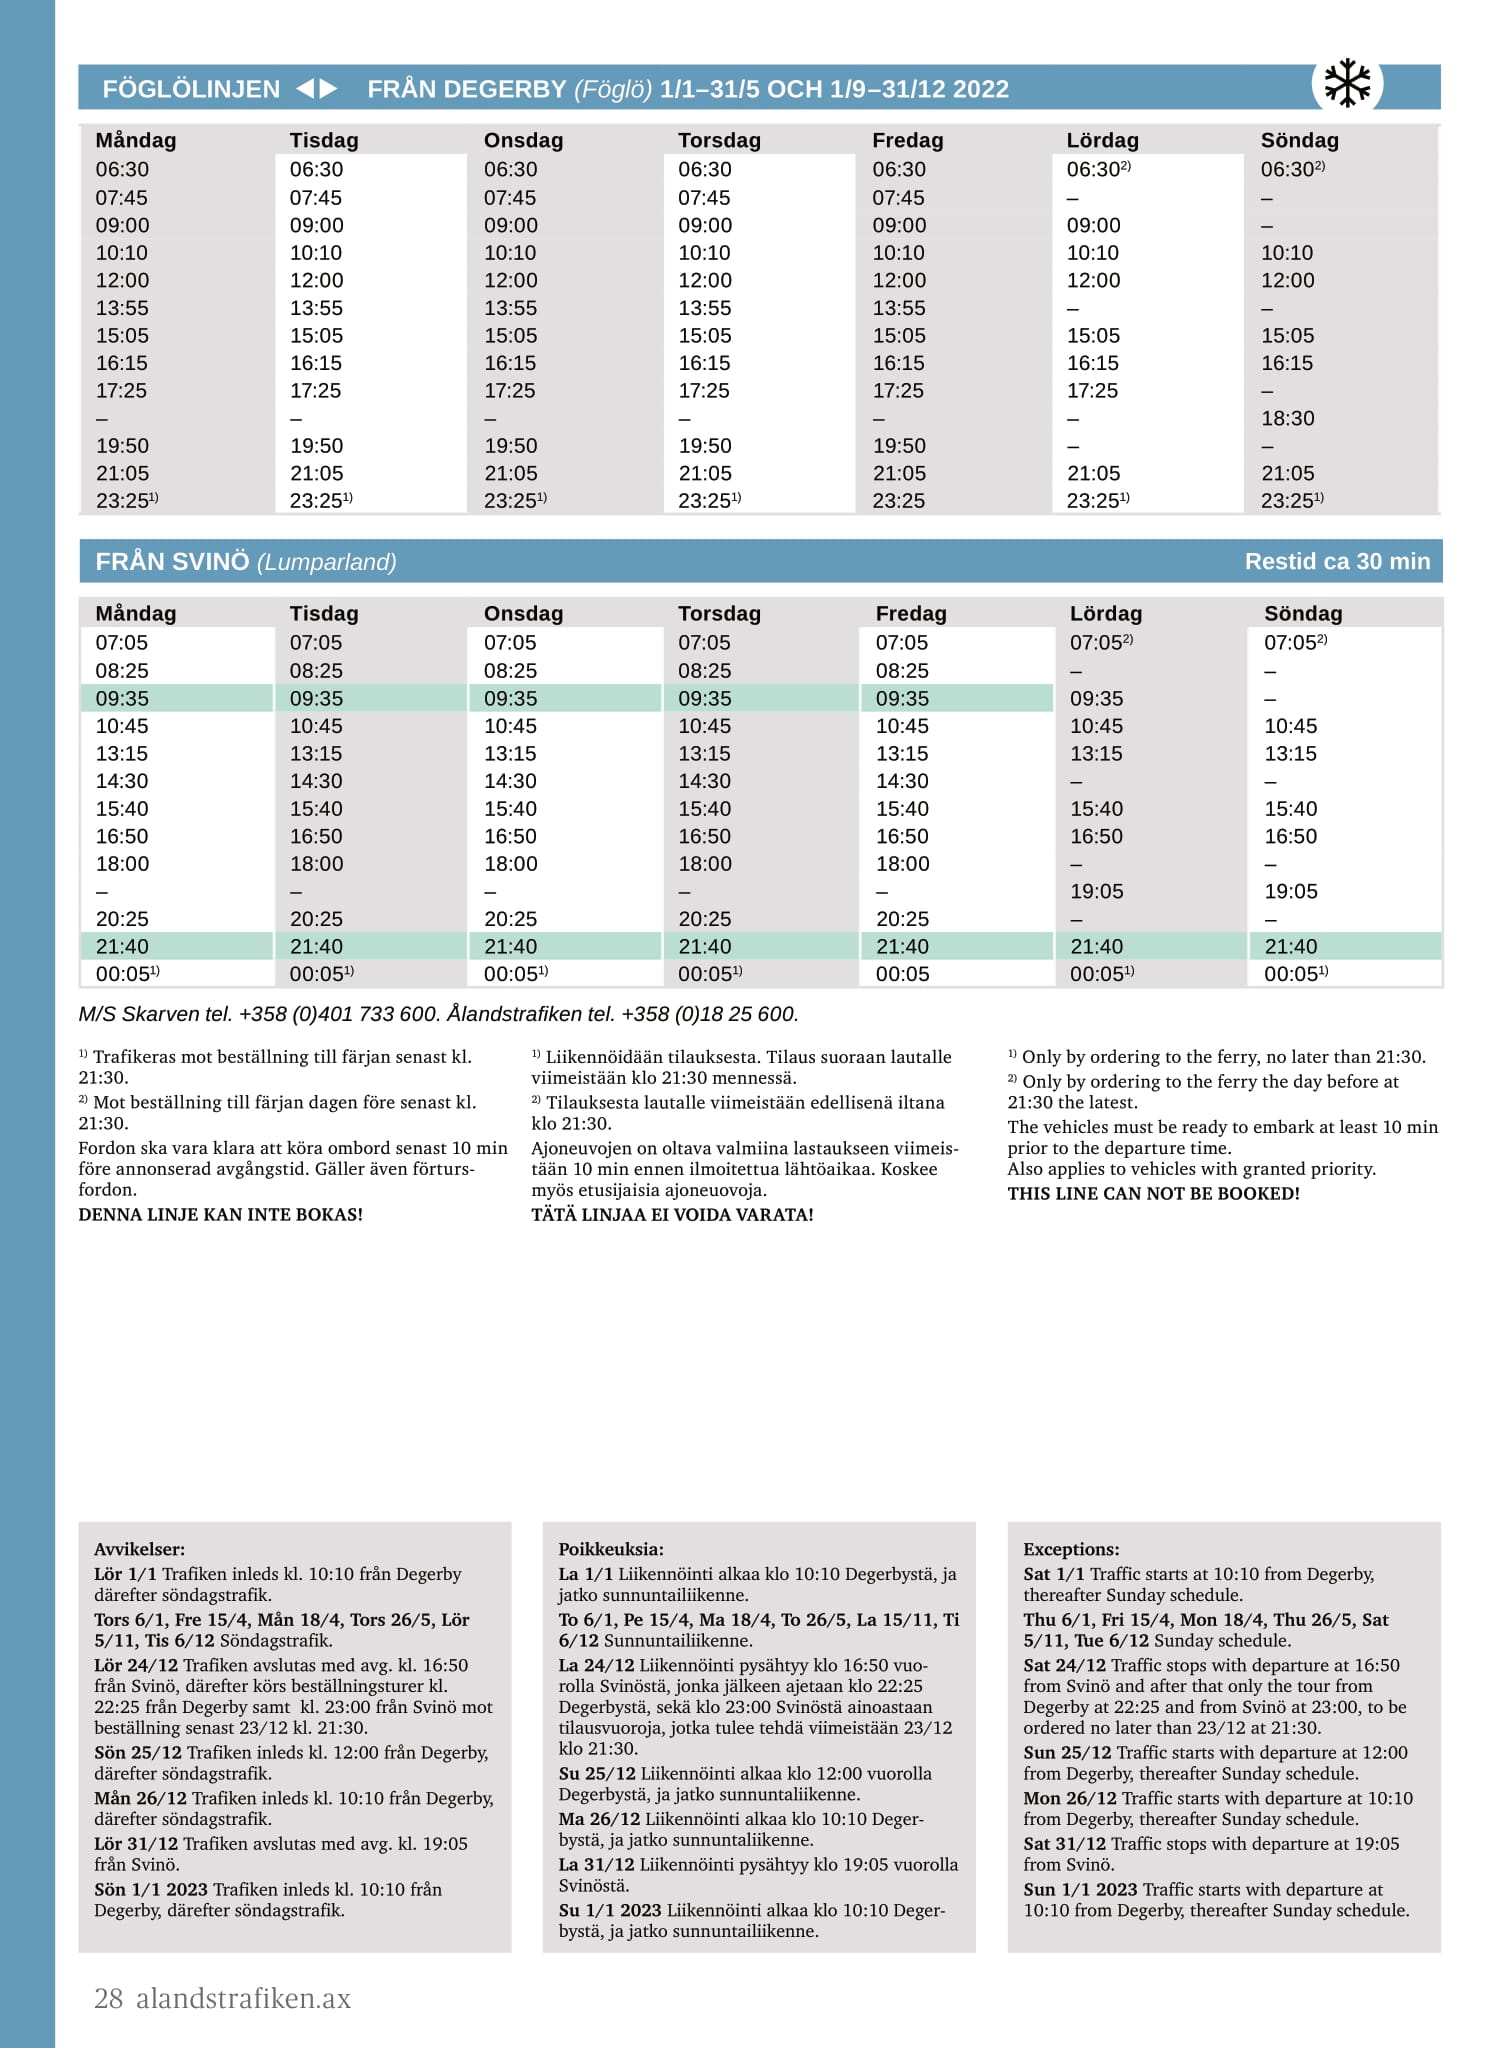 FÖGLÖLINJEN ◀▶ FRÅN DEGERBY (Föglö) 1/1–31/5 OCH 1/9–31/12 2022
Måndag Tisdag Onsdag Torsdag Fredag Lördag Söndag
06:30 06:30 06:30 06:30 06:30 06:30²⁾ 06:30²⁾
07:45 07:45 07:45 07:45 07:45 – –
09:00 09:00 09:00 09:00 09:00 09:00 –
10:10 10:10 10:10 10:10 10:10 10:10 10:10
12:00 12:00 12:00 12:00 12:00 12:00 12:00
13:55 13:55 13:55 13:55 13:55 – –
15:05 15:05 15:05 15:05 15:05 15:05 15:05
16:15 16:15 16:15 16:15 16:15 16:15 16:15
17:25 17:25 17:25 17:25 17:25 17:25 –
– – – – – – 18:30
19:50 19:50 19:50 19:50 19:50 – –
21:05 21:05 21:05 21:05 21:05 21:05 21:05
23:25¹⁾ 23:25¹⁾ 23:25¹⁾ 23:25¹⁾ 23:25 23:25¹⁾ 23:25¹⁾
FRÅN SVINÖ (Lumparland) Restid ca 30 min
Måndag Tisdag Onsdag Torsdag Fredag Lördag Söndag
07:05 07:05 07:05 07:05 07:05 07:05²⁾ 07:05²⁾
08:25 08:25 08:25 08:25 08:25 – –
09:35 09:35 09:35 09:35 09:35 09:35 –
10:45 10:45 10:45 10:45 10:45 10:45 10:45
13:15 13:15 13:15 13:15 13:15 13:15 13:15
14:30 14:30 14:30 14:30 14:30 – –
15:40 15:40 15:40 15:40 15:40 15:40 15:40
16:50 16:50 16:50 16:50 16:50 16:50 16:50
18:00 18:00 18:00 18:00 18:00 – –
– – – – – 19:05 19:05
20:25 20:25 20:25 20:25 20:25 – –
21:40 21:40 21:40 21:40 21:40 21:40 21:40
00:05¹⁾ 00:05¹⁾ 00:05¹⁾ 00:05¹⁾ 00:05 00:05¹⁾ 00:05¹⁾
M/S Skarven tel. +358 (0)401 733 600. Ålandstrafiken tel. +358 (0)18 25 600.
¹⁾ Trafikeras mot beställning till färjan senast kl.
21:30.
²⁾ Mot beställning till färjan dagen före senast kl.
21:30.
Fordon ska vara klara att köra ombord senast 10 min
före annonserad avgångstid. Gäller även förturs-
fordon.
DENNA LINJE KAN INTE BOKAS!
¹⁾ Liikennöidään tilauksesta. Tilaus suoraan lautalle
viimeistään klo 21:30 mennessä.
²⁾ Tilauksesta lautalle viimeistään edellisenä iltana
klo 21:30.
Ajoneuvojen on oltava valmiina lastaukseen viimeis-
tään 10 min ennen ilmoitettua lähtöaikaa. Koskee
myös etusijaisia ajoneuovoja.
TÄTÄ LINJAA EI VOIDA VARATA!
¹⁾ Only by ordering to the ferry, no later than 21:30.
²⁾ Only by ordering to the ferry the day before at
21:30 the latest.
The vehicles must be ready to embark at least 10 min
prior to the departure time.
Also applies to vehicles with granted priority.
THIS LINE CAN NOT BE BOOKED!
Avvikelser:
Lör 1/1 Trafiken inleds kl. 10:10 från Degerby
därefter söndagstrafik.
Tors 6/1, Fre 15/4, Mån 18/4, Tors 26/5, Lör
5/11, Tis 6/12 Söndagstrafik.
Lör 24/12 Trafiken avslutas med avg. kl. 16:50
från Svinö, därefter körs beställningsturer kl.
22:25 från Degerby samt kl. 23:00 från Svinö mot
beställning senast 23/12 kl. 21:30.
Sön 25/12 Trafiken inleds kl. 12:00 från Degerby,
därefter söndagstrafik.
Mån 26/12 Trafiken inleds kl. 10:10 från Degerby,
därefter söndagstrafik.
Lör 31/12 Trafiken avslutas med avg. kl. 19:05
från Svinö.
Sön 1/1 2023 Trafiken inleds kl. 10:10 från
Degerby, därefter söndagstrafik.
Poikkeuksia:
La 1/1 Liikennöinti alkaa klo 10:10 Degerbystä, ja
jatko sunnuntailiikenne.
To 6/1, Pe 15/4, Ma 18/4, To 26/5, La 15/11, Ti
6/12 Sunnuntailiikenne.
La 24/12 Liikennöinti pysähtyy klo 16:50 vuo-
rolla Svinöstä, jonka jälkeen ajetaan klo 22:25
Degerbystä, sekä klo 23:00 Svinöstä ainoastaan
tilausvuoroja, jotka tulee tehdä viimeistään 23/12
klo 21:30.
Su 25/12 Liikennöinti alkaa klo 12:00 vuorolla
Degerbystä, ja jatko sunnuntaliikenne.
Ma 26/12 Liikennöinti alkaa klo 10:10 Deger-
bystä, ja jatko sunnuntaliikenne.
La 31/12 Liikennöinti pysähtyy klo 19:05 vuorolla
Svinöstä.
Su 1/1 2023 Liikennöinti alkaa klo 10:10 Deger-
bystä, ja jatko sunnuntailiikenne.
Exceptions:
Sat 1/1 Traffic starts at 10:10 from Degerby,
thereafter Sunday schedule.
Thu 6/1, Fri 15/4, Mon 18/4, Thu 26/5, Sat
5/11, Tue 6/12 Sunday schedule.
Sat 24/12 Traffic stops with departure at 16:50
from Svinö and after that only the tour from
Degerby at 22:25 and from Svinö at 23:00, to be
ordered no later than 23/12 at 21:30.
Sun 25/12 Traffic starts with departure at 12:00
from Degerby, thereafter Sunday schedule.
Mon 26/12 Traffic starts with departure at 10:10
from Degerby, thereafter Sunday schedule.
Sat 31/12 Traffic stops with departure at 19:05
from Svinö.
Sun 1/1 2023 Traffic starts with departure at
10:10 from Degerby, thereafter Sunday schedule.
28 alandstrafiken.ax